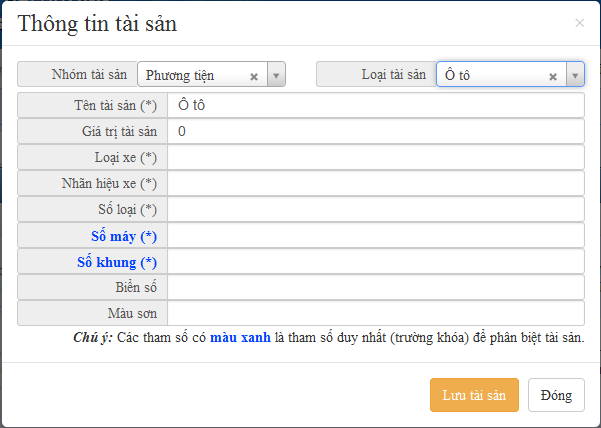 Thông tin tài sản ×
Nhóm tài sản Phương tiện × Loại tài sản Ô tô ×
Tên tài sản (*) Ô tô
Giá trị tài sản 0
Loại xe (*)
Nhãn hiệu xe (*)
Số loại (*)
Số máy (*)
Số khung (*)
Biển số
Màu sơn
Chú ý: Các tham số có màu xanh là tham số duy nhất (trường khóa) để phân biệt tài sản.
Lưu tài sản Đóng